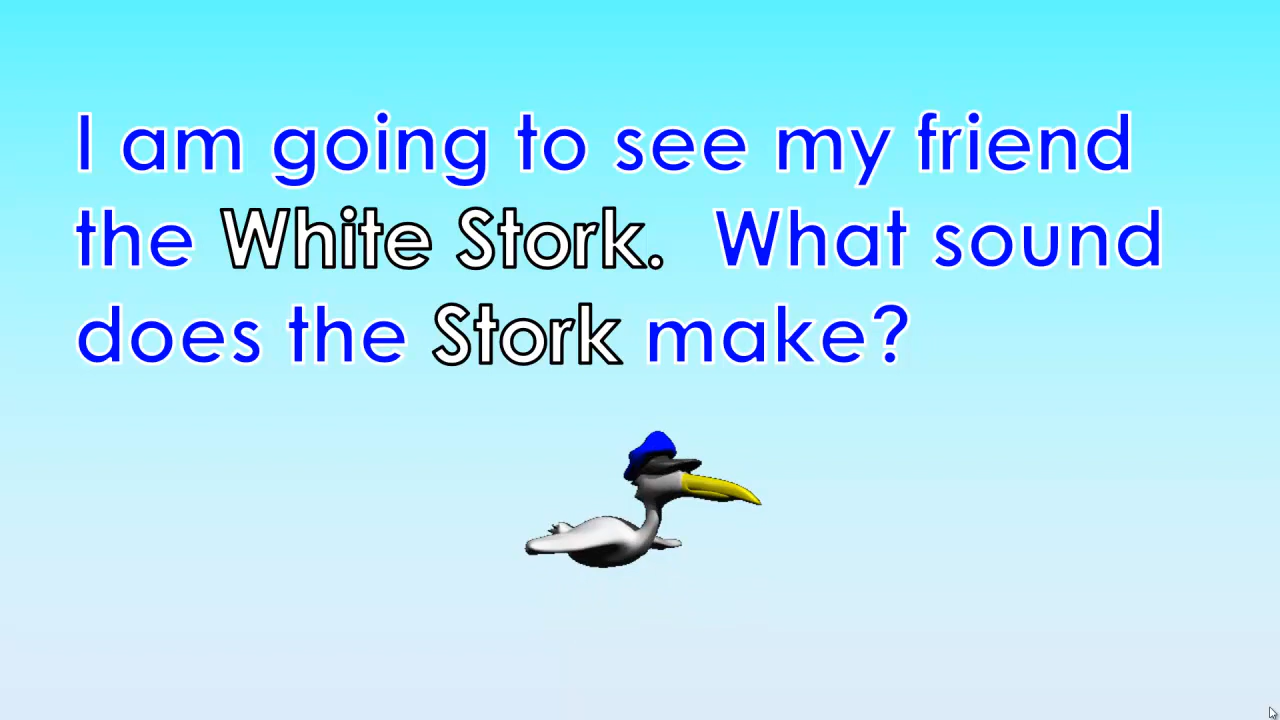 I am going to see my friend
the White Stork.  What sound
does the Stork make?